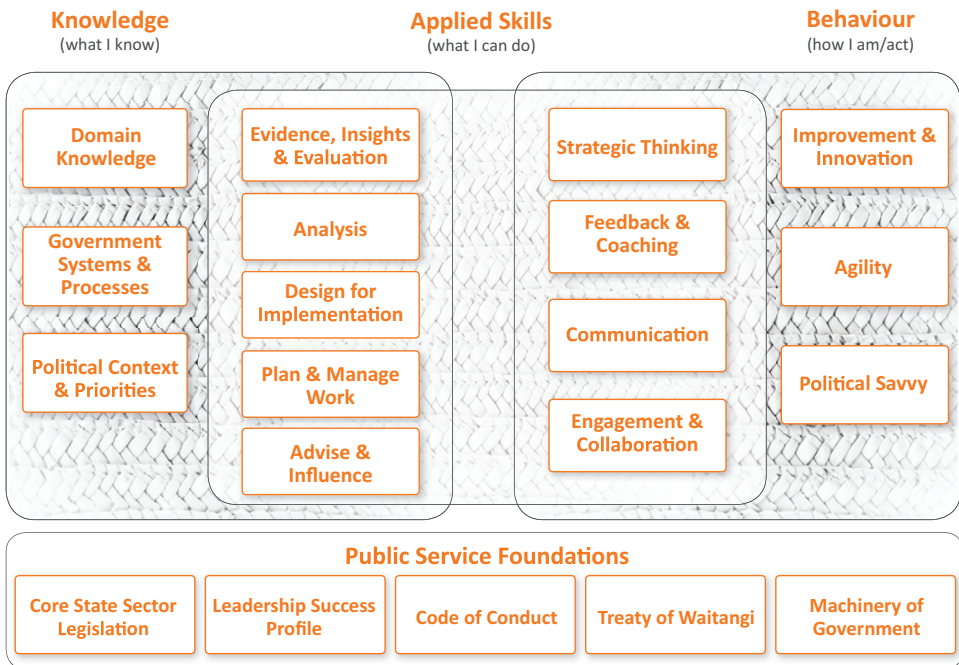 Knowledge
(what I know)
Applied Skills
(what I can do)
Behaviour
(how I am/act)
Domain
Knowledge
Government
Systems &
Processes
Political Context
& Priorities
Evidence, Insights
& Evaluation
Analysis
Design for
Implementation
Plan & Manage
Work
Advise &
Influence
Strategic Thinking
Feedback &
Coaching
Communication
Engagement &
Collaboration
Improvement &
Innovation
Agility
Political Savvy
Public Service Foundations
Core State Sector
Legislation
Leadership Success
Profile
Code of Conduct
Treaty of Waitangi
Machinery of
Government